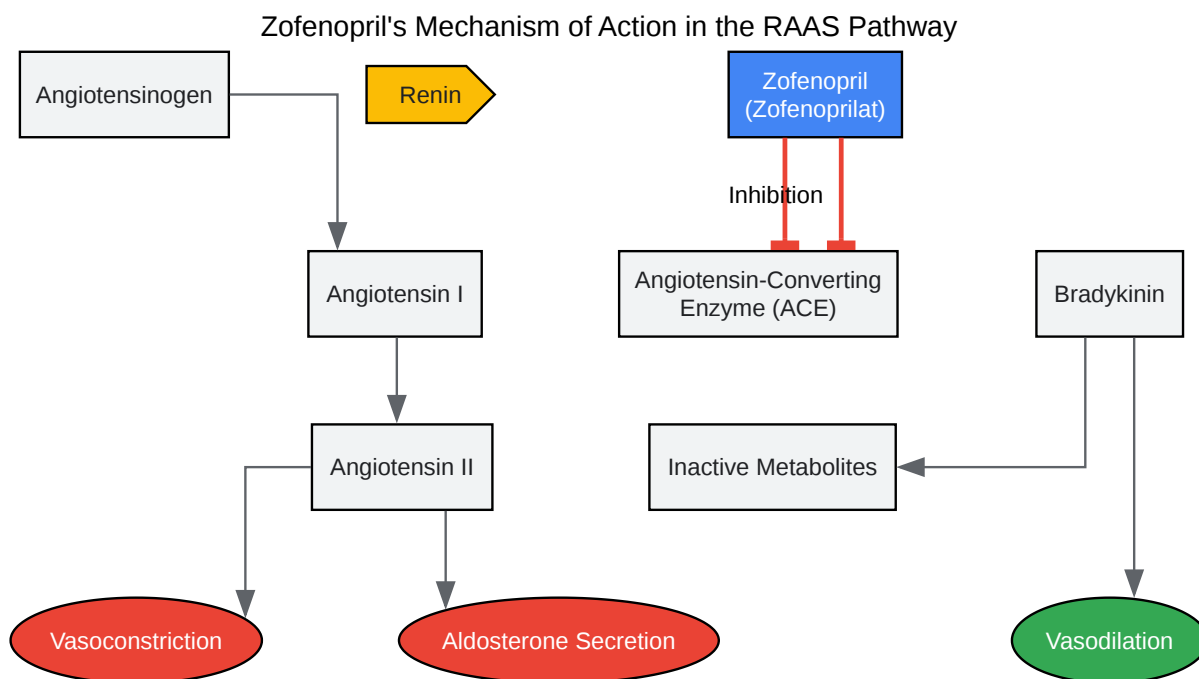 Zofenopril's Mechanism of Action in the RAAS Pathway
Angiotensinogen
Renin
Zofenopril
(Zofenoprilat)
Inhibition
Angiotensin I
Angiotensin-Converting
Enzyme (ACE)
Bradykinin
Angiotensin II
Inactive Metabolites
Vasoconstriction
Aldosterone Secretion
Vasodilation